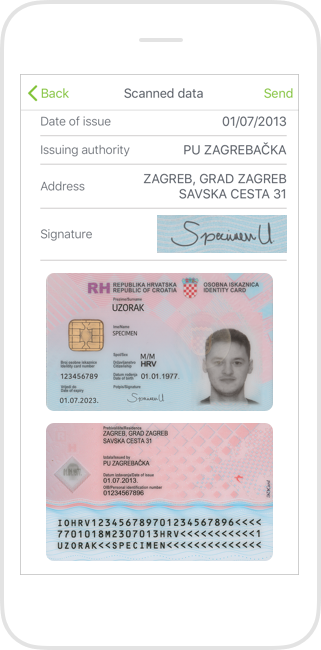 Back Scanned data Send
Date of issue 01/07/2013
Issuing authority PU ZAGREBAČKA
Address ZAGREB, GRAD ZAGREB
SAVSKA CESTA 31
Signature Specimen U
RH REPUBLIKA HRVATSKA
REPUBLIC OF CROATIA
OSOBNA ISKAZNICA
IDENTITY CARD
Prezime/Surname
UZORAK
Ime/Name
SPECIMEN
Spol/Sex M/M
Državljanstvo HRV
Citizenship
Datum rođenja 01.01.1977.
Date of birth
Broj osobne iskaznice
Identity card number
123456789
Vrijedi do
Date of expiry
01.07.2023.
Potpis/Signature
Specimen U
Prebivalište/Residence
ZAGREB, GRAD ZAGREB
SAVSKA CESTA 31
Izdala/Issued by
PU ZAGREBAČKA
Datum izdavanja/Date of issue
01.07.2013.
OIB/Personal identification number
01234567896
IOHRV123456789701234567896<<<<
7701018M2307013HRV<<<<<<<<<<<1
UZORAK<<SPECIMEN<<<<<<<<<<<<<<